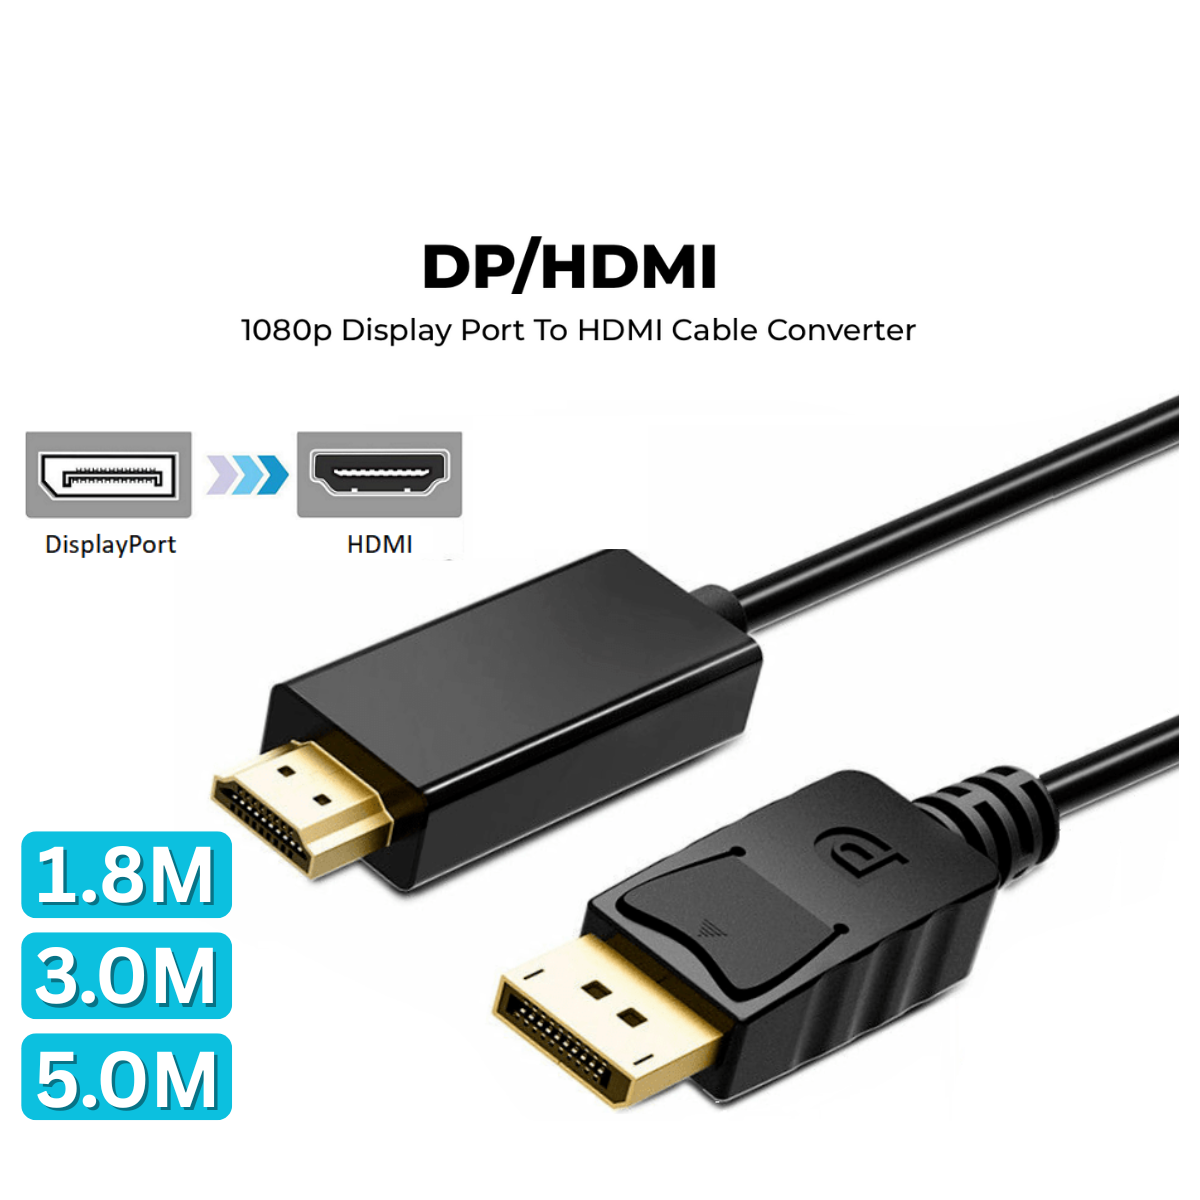 DP/HDMI
1080p Display Port To HDMI Cable Converter
DisplayPort
HDMI
1.8M
3.0M
5.0M